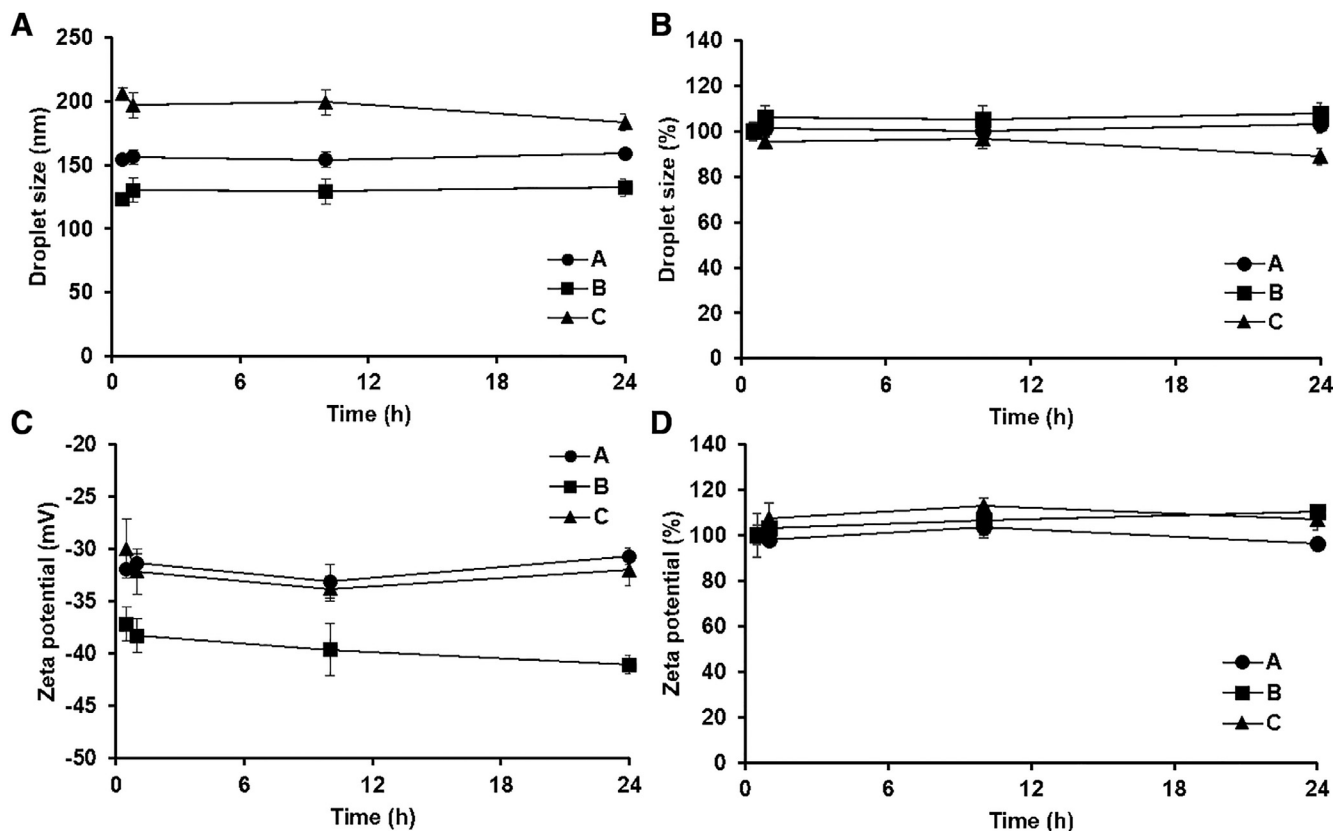 A
Droplet size (nm)
250
200
150
100
50
0
0 6 12 18 24
Time (h)
A
B
C
B
Droplet size (%)
140
120
100
80
60
40
20
0
0 6 12 18 24
Time (h)
A
B
C
C
Zeta potential (mV)
-20
-25
-30
-35
-40
-45
-50
0 6 12 18 24
Time (h)
A
B
C
D
Zeta potential (%)
140
120
100
80
60
40
20
0
0 6 12 18 24
Time (h)
A
B
C